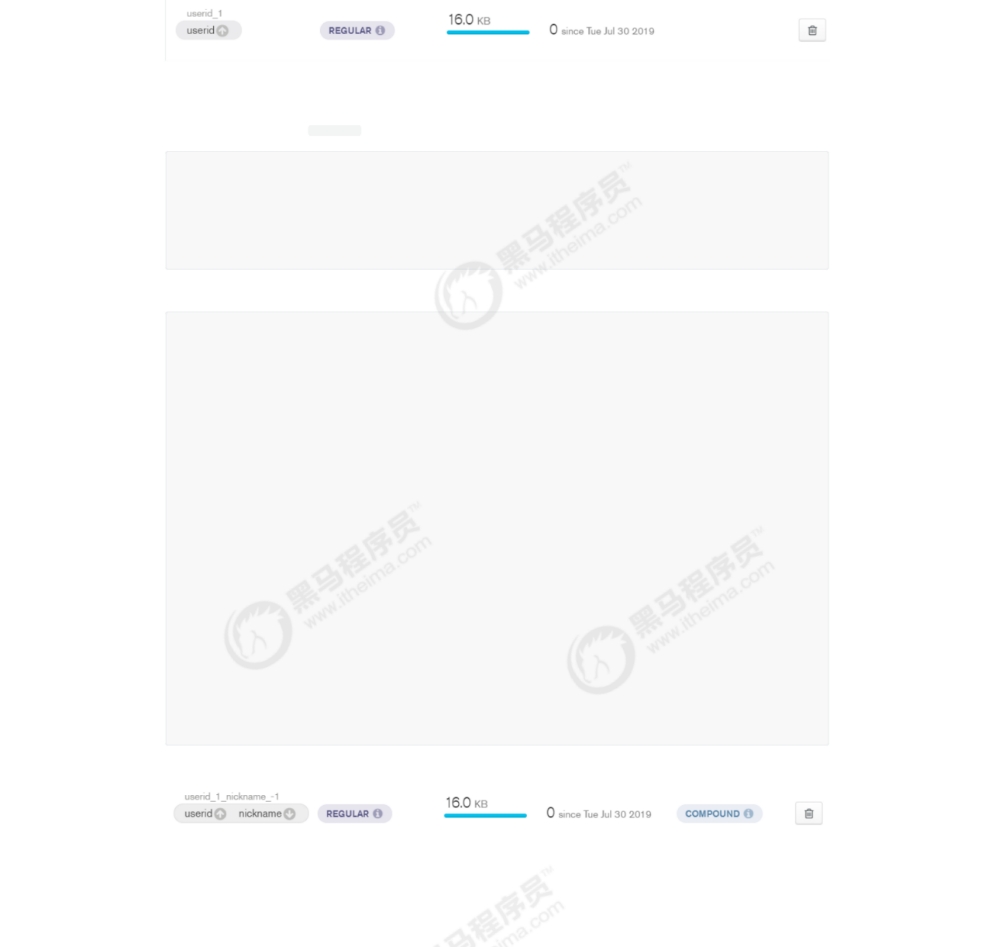 userid_1
userid REGULAR 16.0 KB 0 since Tue Jul 30 2019
黑马程序员™
www.itheima.com
黑马程序员™
www.itheima.com
黑马程序员™
www.itheima.com
userid_1_nickname_-1
userid nickname REGULAR 16.0 KB 0 since Tue Jul 30 2019 COMPOUND
马程序员™
ma.com